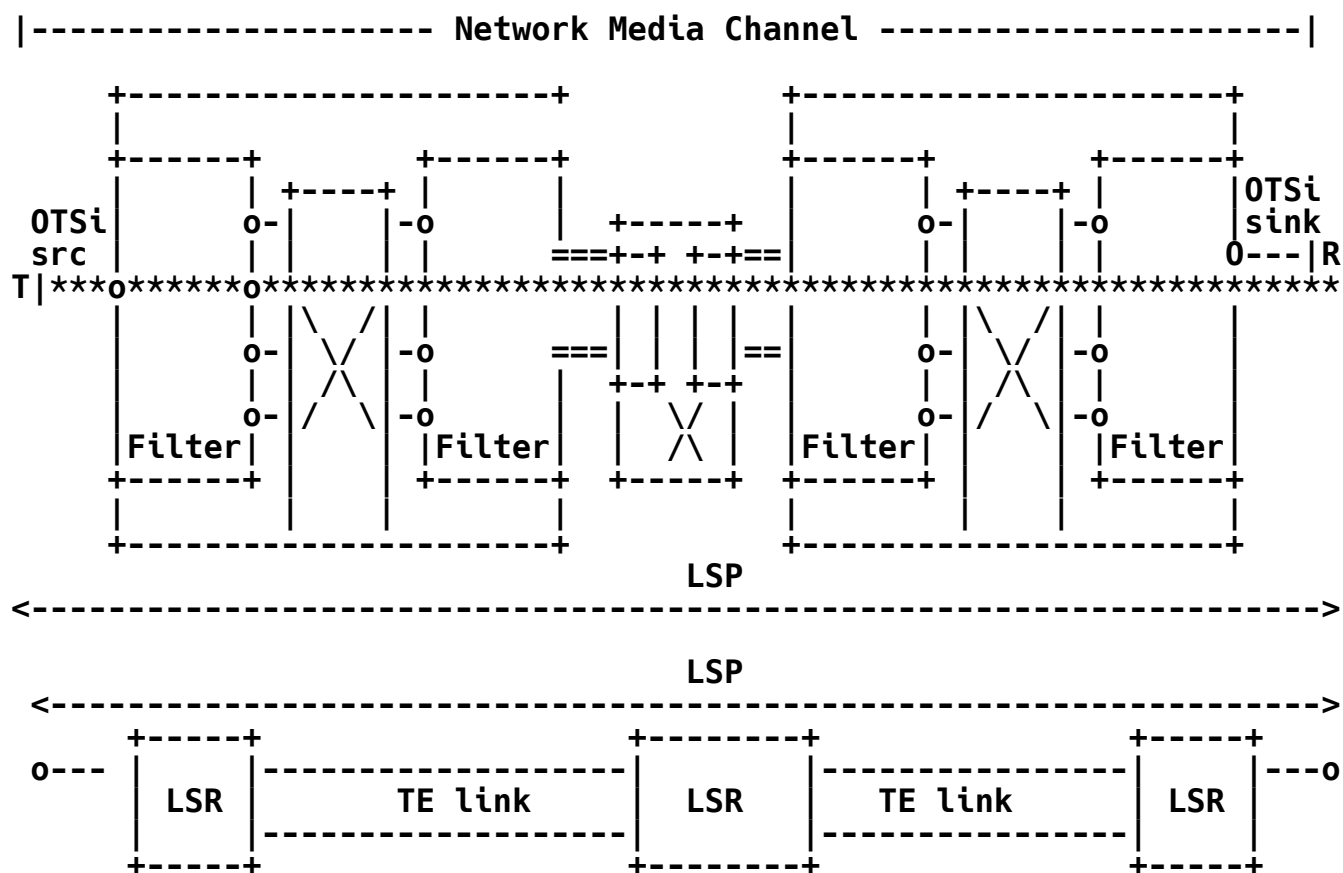 |--------------------- Network Media Channel ----------------------|
OTSi OTSi
src sink
O---|R
T|***o******o********************************************************
Filter Filter Filter Filter
LSP
LSP
LSR TE link LSR TE link LSR